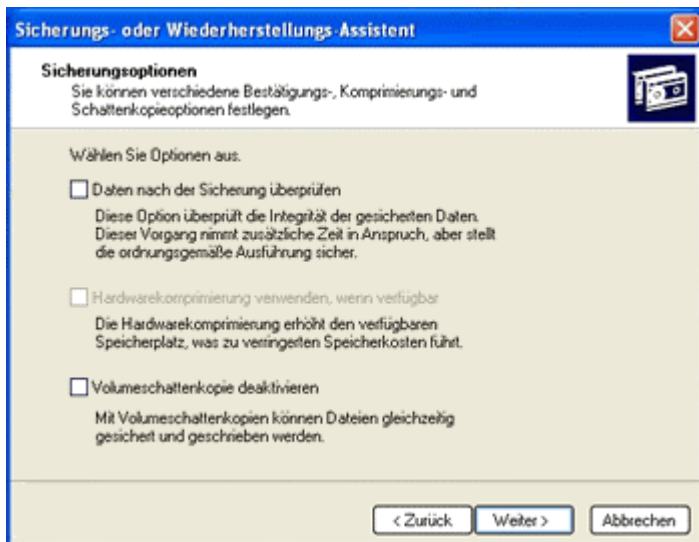 Sicherungs- oder Wiederherstellungs-Assistent
Sicherungsoptionen
Sie können verschiedene Bestätigungs-, Komprimierungs- und
Schattenkopieoptionen festlegen.
Wählen Sie Optionen aus.
Daten nach der Sicherung überprüfen
Diese Option überprüft die Integrität der gesicherten Daten.
Dieser Vorgang nimmt zusätzliche Zeit in Anspruch, aber stellt
die ordnungsgemäße Ausführung sicher.
Hardwarekomprimierung verwenden, wenn verfügbar
Die Hardwarekomprimierung erhöht den verfügbaren
Speicherplatz, was zu verringerten Speicherkosten führt.
Volumeschattenkopie deaktivieren
Mit Volumeschattenkopien können Dateien gleichzeitig
gesichert und geschrieben werden.
< Zurück Weiter > Abbrechen